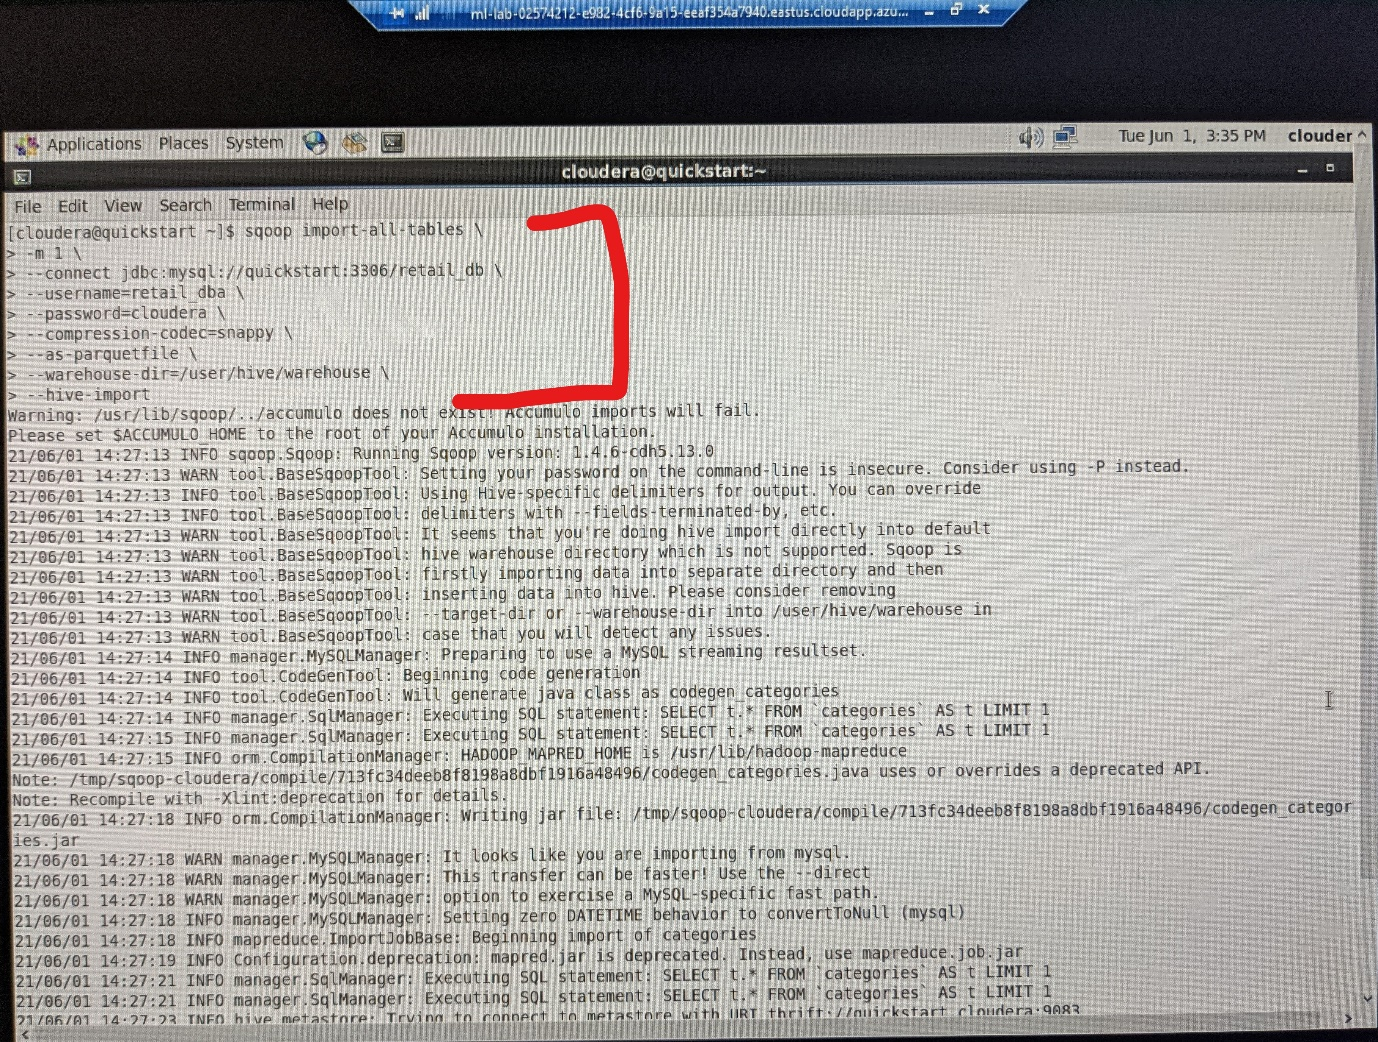 ml-lab-02574212-e982-4cf6-9a15-eeaf354a7940.eastus.cloudapp.azu...
Applications Places System Tue Jun 1, 3:35 PM clouder
cloudera@quickstart:~
File Edit View Search Terminal Help
[cloudera@quickstart ~]$ sqoop import-all-tables \
> -m 1 \
> --connect jdbc:mysql://quickstart:3306/retail_db \
> --username=retail_dba \
> --password=cloudera \
> --compression-codec=snappy \
> --as-parquetfile \
> --warehouse-dir=/user/hive/warehouse \
> --hive-import
Warning: /usr/lib/sqoop/../accumulo does not exist! Accumulo imports will fail.
Please set $ACCUMULO_HOME to the root of your Accumulo installation.
21/06/01 14:27:13 INFO sqoop.Sqoop: Running Sqoop version: 1.4.6-cdh5.13.0
21/06/01 14:27:13 WARN tool.BaseSqoopTool: Setting your password on the command-line is insecure. Consider using -P instead.
21/06/01 14:27:13 INFO tool.BaseSqoopTool: Using Hive-specific delimiters for output. You can override
21/06/01 14:27:13 INFO tool.BaseSqoopTool: delimiters with --fields-terminated-by, etc.
21/06/01 14:27:13 WARN tool.BaseSqoopTool: It seems that you're doing hive import directly into default
21/06/01 14:27:13 WARN tool.BaseSqoopTool: hive warehouse directory which is not supported. Sqoop is
21/06/01 14:27:13 WARN tool.BaseSqoopTool: firstly importing data into separate directory and then
21/06/01 14:27:13 WARN tool.BaseSqoopTool: inserting data into hive. Please consider removing
21/06/01 14:27:13 WARN tool.BaseSqoopTool: --target-dir or --warehouse-dir into /user/hive/warehouse in
21/06/01 14:27:13 WARN tool.BaseSqoopTool: case that you will detect any issues.
21/06/01 14:27:14 INFO manager.MySQLManager: Preparing to use a MySQL streaming resultset.
21/06/01 14:27:14 INFO tool.CodeGenTool: Beginning code generation
21/06/01 14:27:14 INFO tool.CodeGenTool: Will generate java class as codegen_categories
21/06/01 14:27:14 INFO manager.SqlManager: Executing SQL statement: SELECT t.* FROM `categories` AS t LIMIT 1
21/06/01 14:27:15 INFO manager.SqlManager: Executing SQL statement: SELECT t.* FROM `categories` AS t LIMIT 1
21/06/01 14:27:15 INFO orm.CompilationManager: HADOOP_MAPRED_HOME is /usr/lib/hadoop-mapreduce
Note: /tmp/sqoop-cloudera/compile/713fc34deeb8f8198a8dbf1916a48496/codegen_categories.java uses or overrides a deprecated API.
Note: Recompile with -Xlint:deprecation for details.
21/06/01 14:27:18 INFO orm.CompilationManager: Writing jar file: /tmp/sqoop-cloudera/compile/713fc34deeb8f8198a8dbf1916a48496/codegen_categor
ies.jar
21/06/01 14:27:18 WARN manager.MySQLManager: It looks like you are importing from mysql.
21/06/01 14:27:18 WARN manager.MySQLManager: This transfer can be faster! Use the --direct
21/06/01 14:27:18 WARN manager.MySQLManager: option to exercise a MySQL-specific fast path.
21/06/01 14:27:18 INFO manager.MySQLManager: Setting zero DATETIME behavior to convertToNull (mysql)
21/06/01 14:27:18 INFO mapreduce.ImportJobBase: Beginning import of categories
21/06/01 14:27:19 INFO Configuration.deprecation: mapred.jar is deprecated. Instead, use mapreduce.job.jar
21/06/01 14:27:21 INFO manager.SqlManager: Executing SQL statement: SELECT t.* FROM `categories` AS t LIMIT 1
21/06/01 14:27:21 INFO manager.SqlManager: Executing SQL statement: SELECT t.* FROM `categories` AS t LIMIT 1
21/06/01 14:27:23 INFO hive.metastore: Trying to connect to metastore with URI thrift://quickstart.cloudera:9083